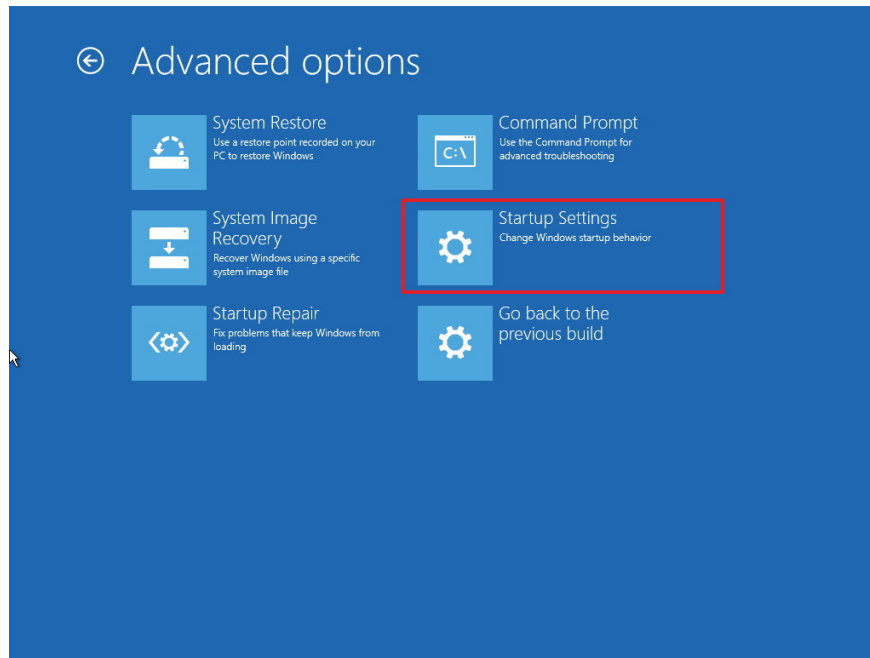 Advanced options
System Restore
Use a restore point recorded on your
PC to restore Windows
Command Prompt
Use the Command Prompt for
advanced troubleshooting
C:\
System Image
Recovery
Recover Windows using a specific
system image file
Startup Settings
Change Windows startup behavior
Startup Repair
Fix problems that keep Windows from
loading
Go back to the
previous build